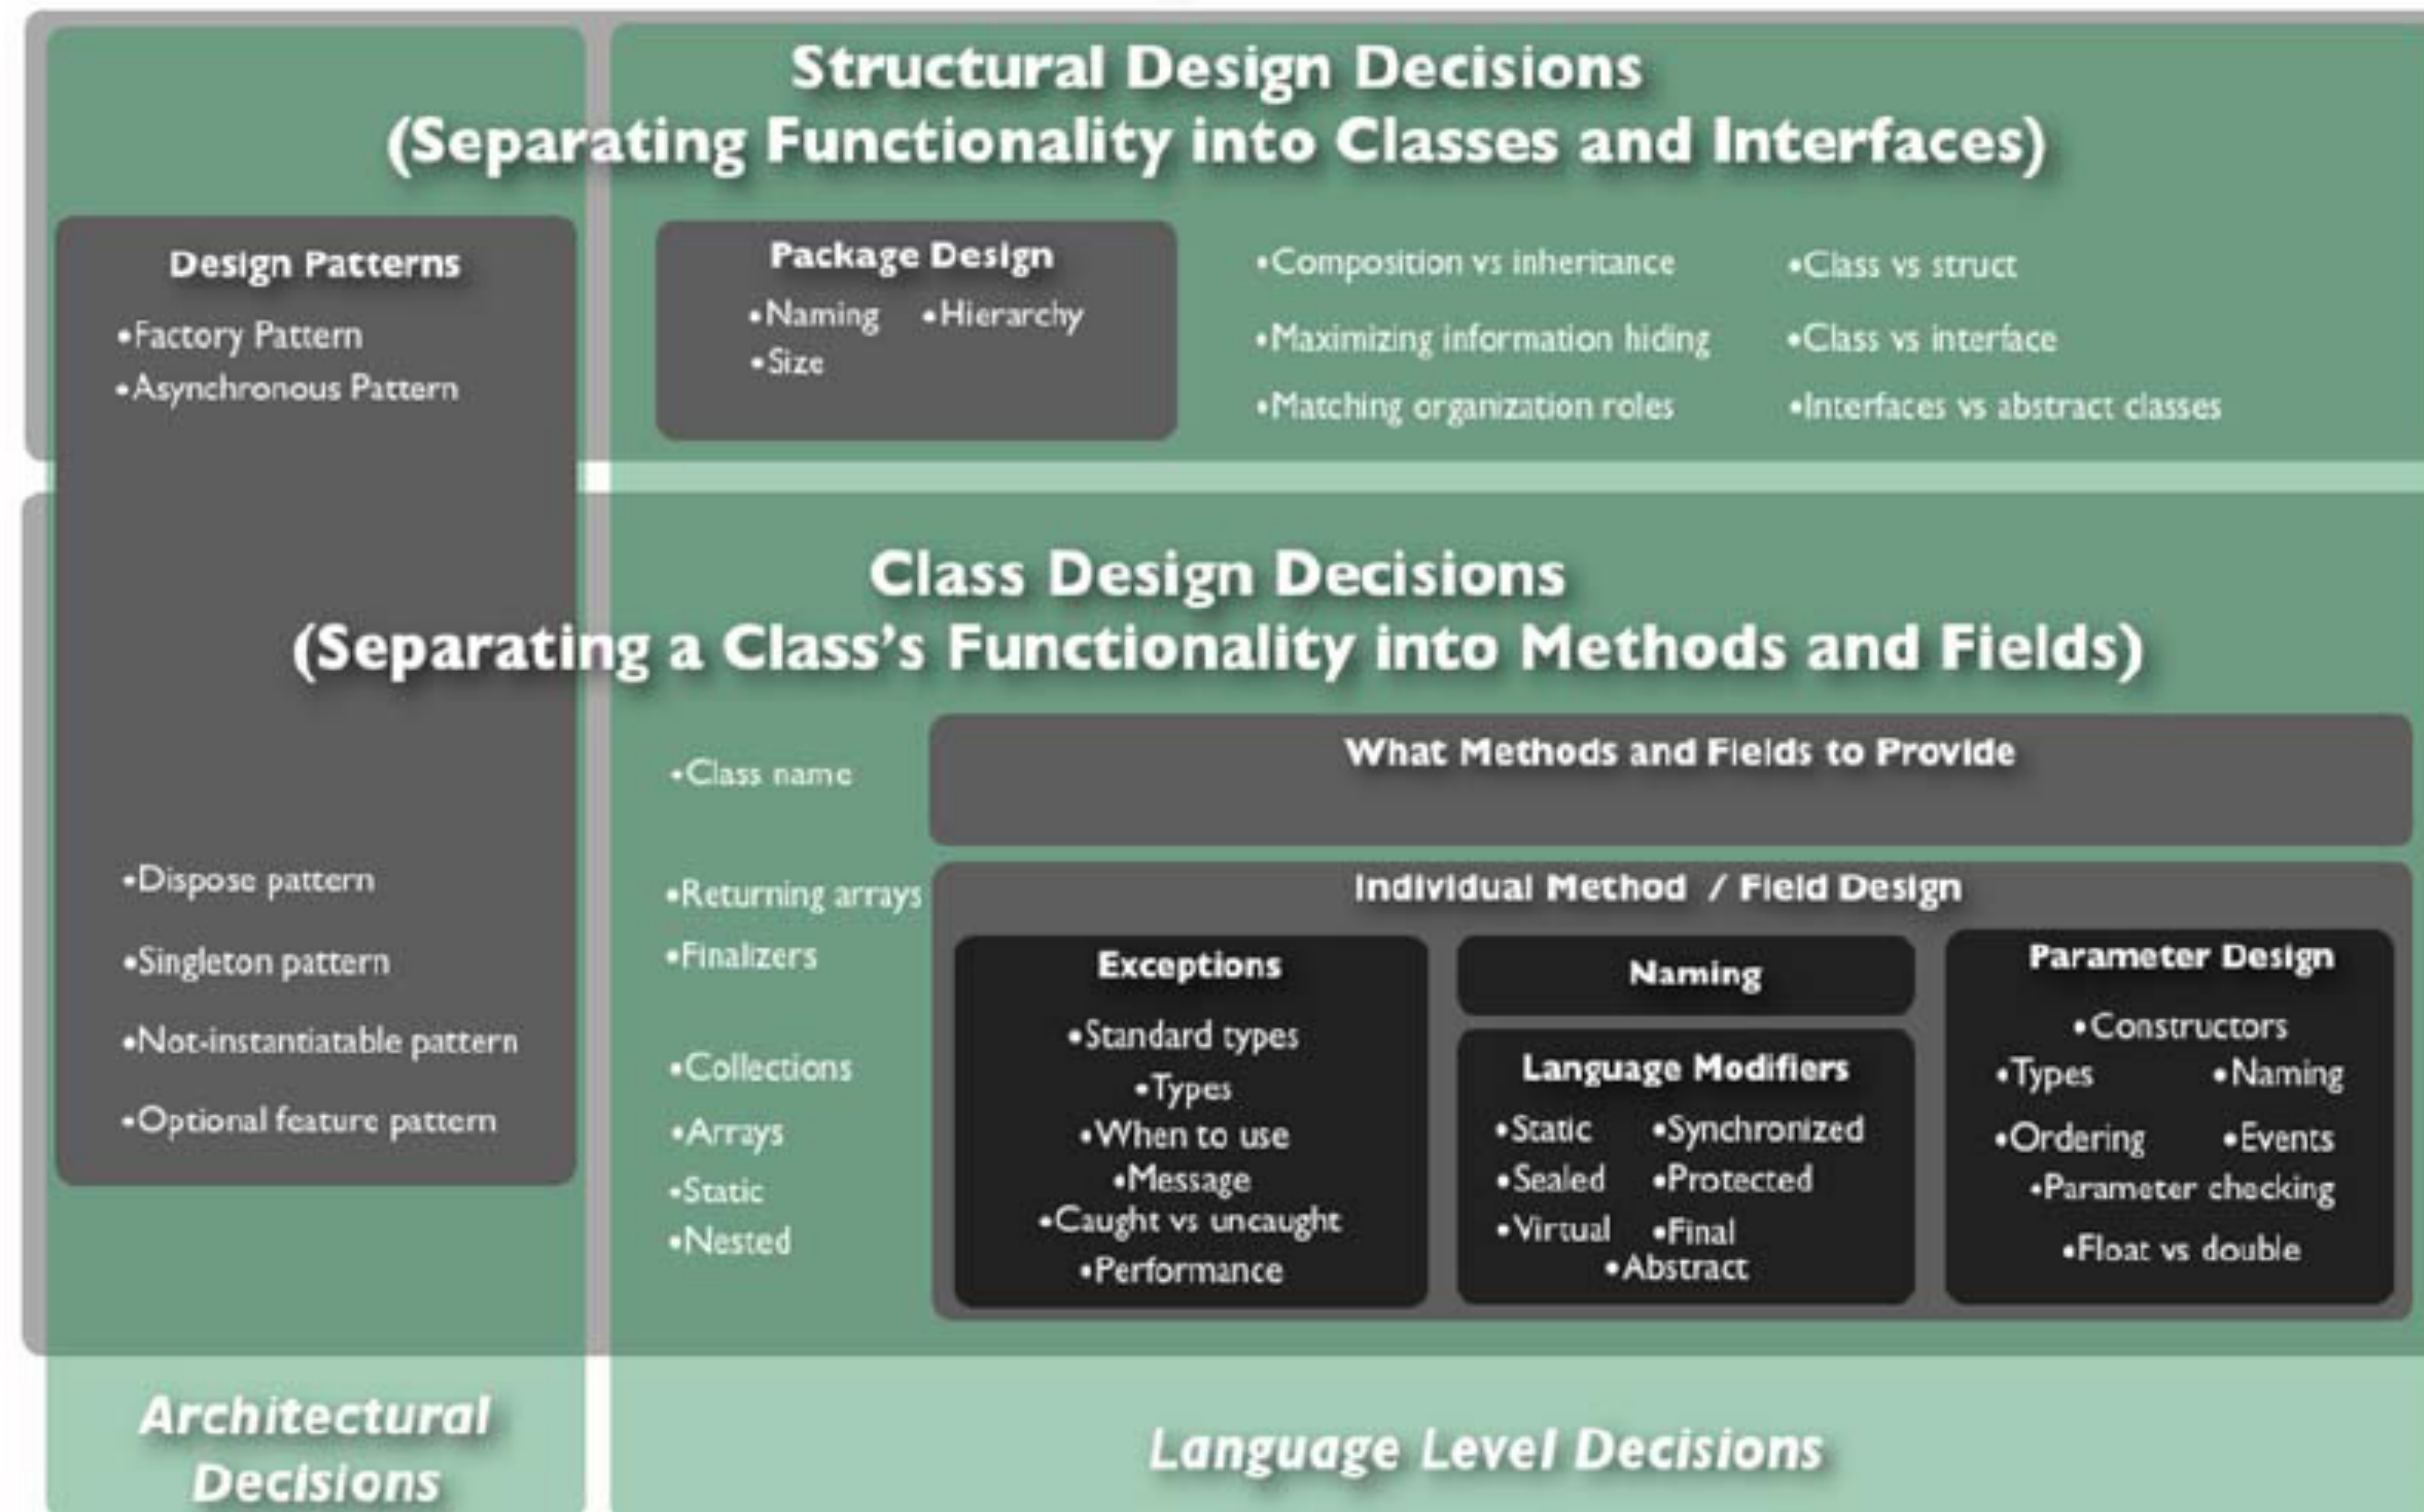 Structural Design Decisions
(Separating Functionality into Classes and Interfaces)
Design Patterns
•Factory Pattern
•Asynchronous Pattern
Package Design
•Naming •Hierarchy
•Size
•Composition vs inheritance
•Maximizing information hiding
•Matching organization roles
•Class vs struct
•Class vs interface
•Interfaces vs abstract classes
Class Design Decisions
(Separating a Class's Functionality into Methods and Fields)
•Dispose pattern
•Singleton pattern
•Not-instantiatable pattern
•Optional feature pattern
•Class name
•Returning arrays
•Finalizers
•Collections
•Arrays
•Static
•Nested
What Methods and Fields to Provide
Individual Method / Field Design
Exceptions
•Standard types
•Types
•When to use
•Message
•Caught vs uncaught
•Performance
Naming
Language Modifiers
•Static •Synchronized
•Sealed •Protected
•Virtual •Final
•Abstract
Parameter Design
•Constructors
•Types •Naming
•Ordering •Events
•Parameter checking
•Float vs double
Architectural
Decisions
Language Level Decisions